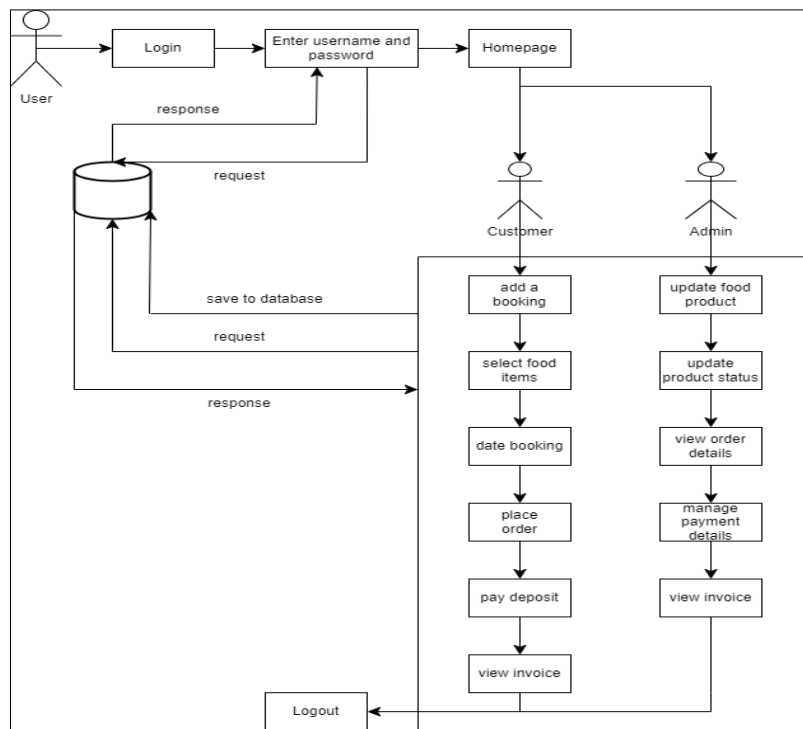 Login
Enter username and
password
Homepage
User
response
request
Customer
Admin
add a
booking
update food
product
save to database
request
select food
items
update
product status
response
date booking
view order
details
place
order
manage
payment
details
pay deposit
view invoice
view invoice
Logout